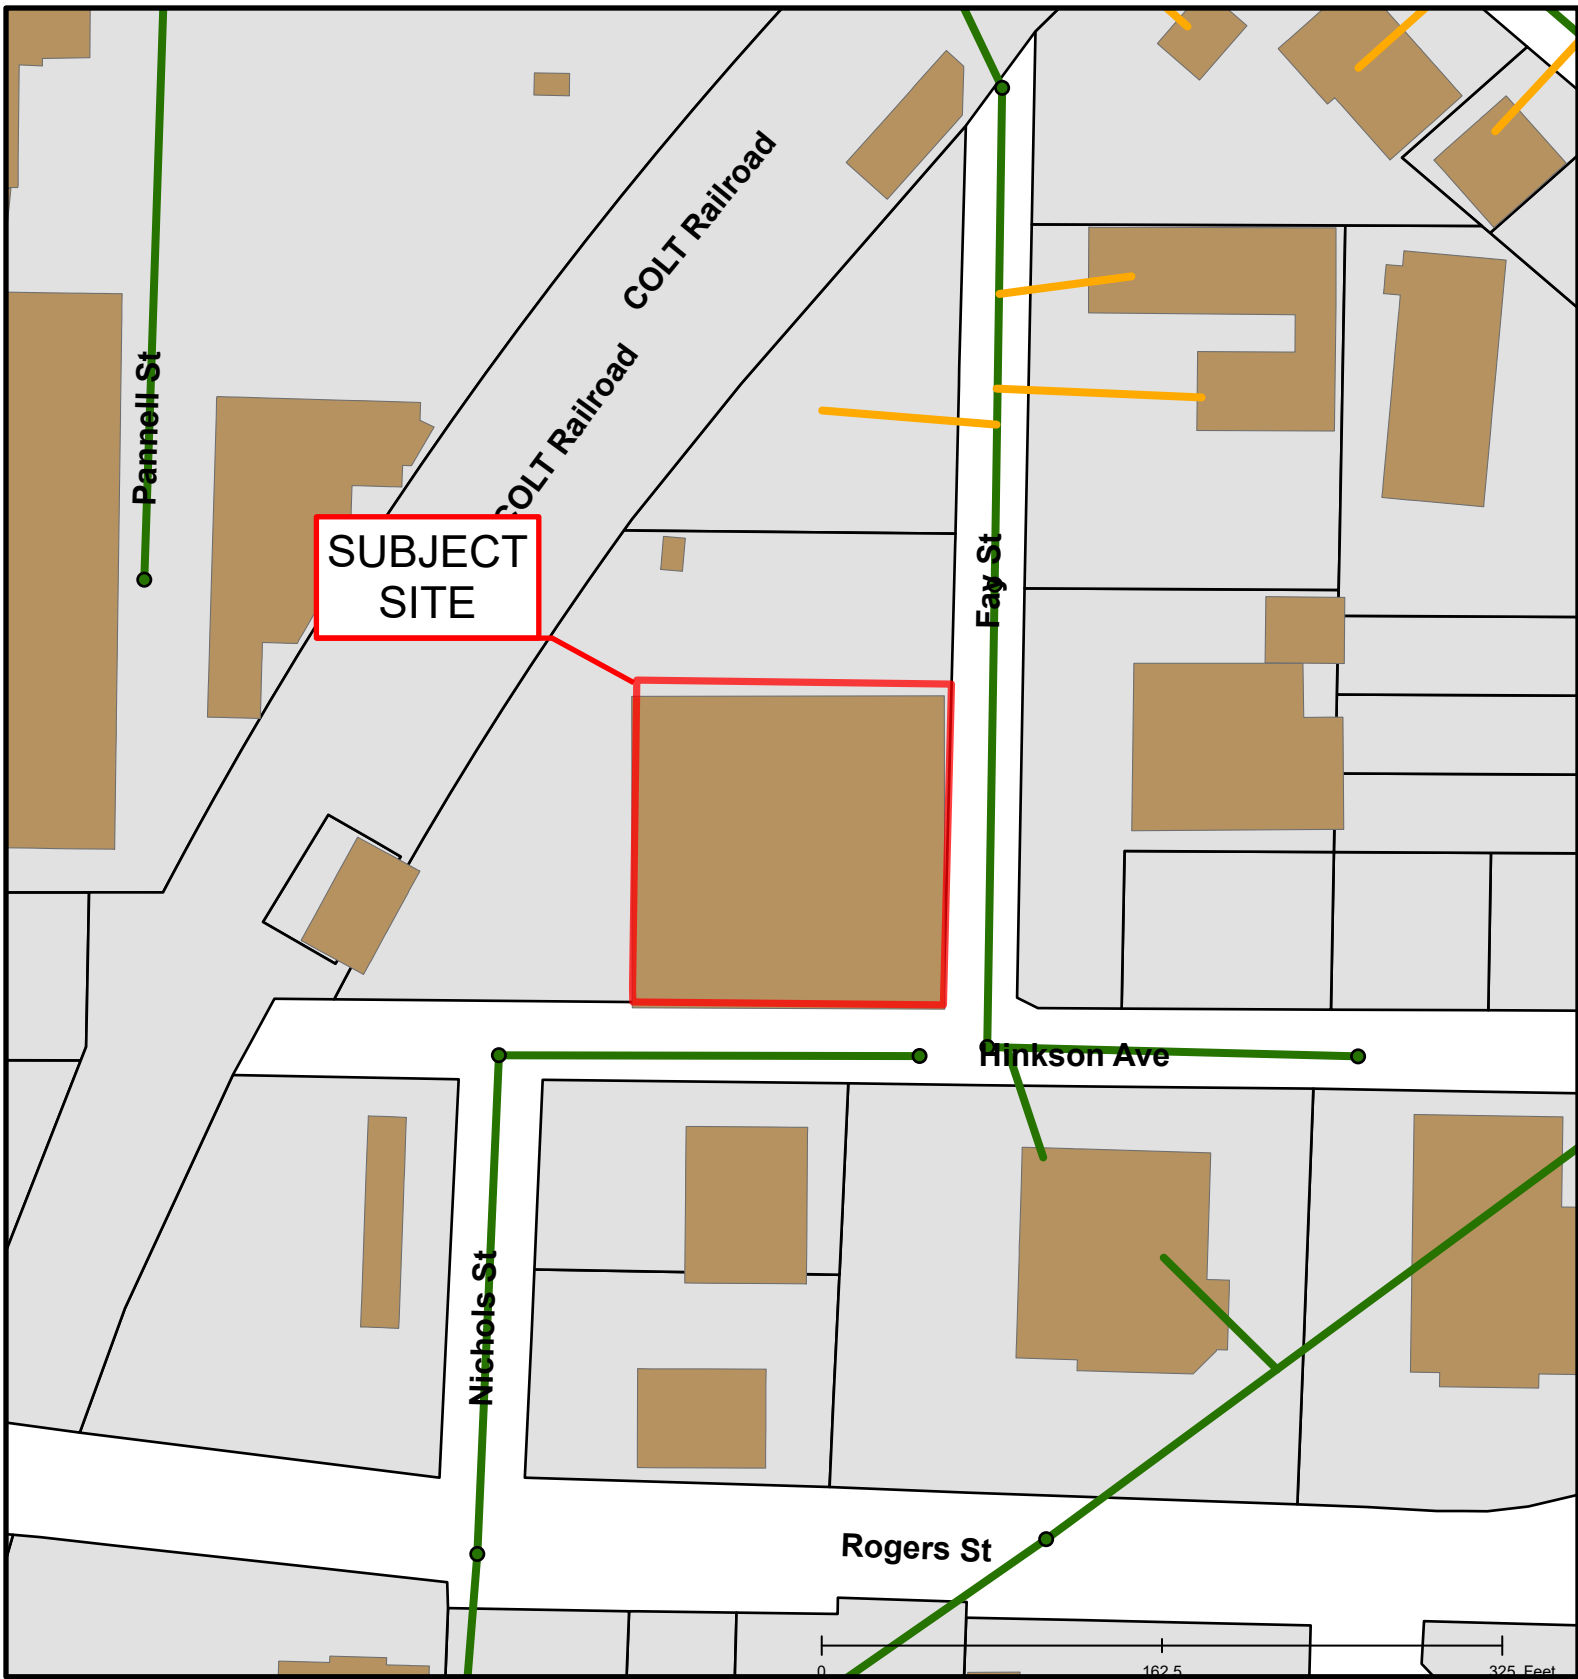 COLT Railroad
COLT Railroad
Pannell St
SUBJECT
SITE
Fay St
Hinkson Ave
Nichols St
Rogers St
0 162.5 325 Feet